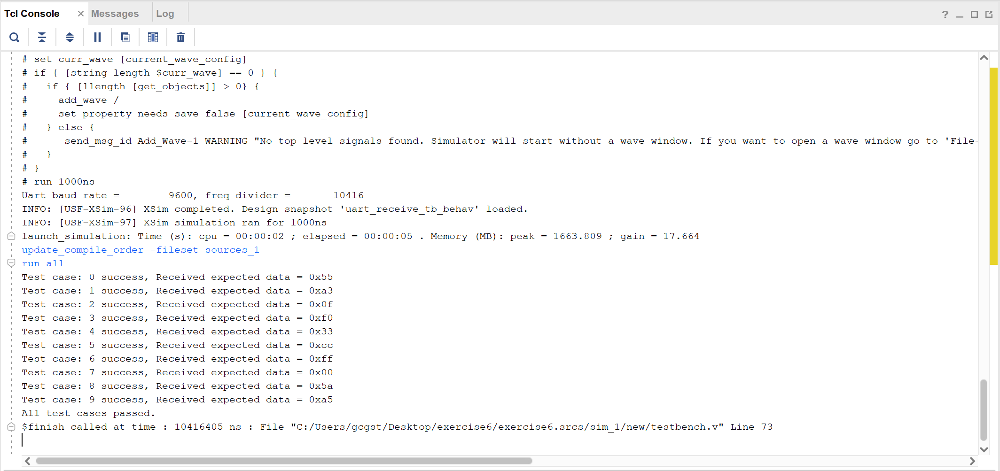 Tcl Console × Messages Log ?
# set curr_wave [current_wave_config]
# if { [string length $curr_wave] == 0 } {
#   if { [llength [get_objects]] > 0} {
#     add_wave /
#     set_property needs_save false [current_wave_config]
#   } else {
#      send_msg_id Add_Wave-1 WARNING "No top level signals found. Simulator will start without a wave window. If you want to open a wave window go to 'File-
#   }
# }
# run 1000ns
Uart baud rate =        9600, freq divider =       10416
INFO: [USF-XSim-96] XSim completed. Design snapshot 'uart_receive_tb_behav' loaded.
INFO: [USF-XSim-97] XSim simulation ran for 1000ns
launch_simulation: Time (s): cpu = 00:00:02 ; elapsed = 00:00:05 . Memory (MB): peak = 1663.809 ; gain = 17.664
update_compile_order -fileset sources_1
run all
Test case: 0 success, Received expected data = 0x55
Test case: 1 success, Received expected data = 0xa3
Test case: 2 success, Received expected data = 0x0f
Test case: 3 success, Received expected data = 0xf0
Test case: 4 success, Received expected data = 0x33
Test case: 5 success, Received expected data = 0xcc
Test case: 6 success, Received expected data = 0xff
Test case: 7 success, Received expected data = 0x00
Test case: 8 success, Received expected data = 0x5a
Test case: 9 success, Received expected data = 0xa5
All test cases passed.
$finish called at time : 10416405 ns : File "C:/Users/gcgst/Desktop/exercise6/exercise6.srcs/sim_1/new/testbench.v" Line 73